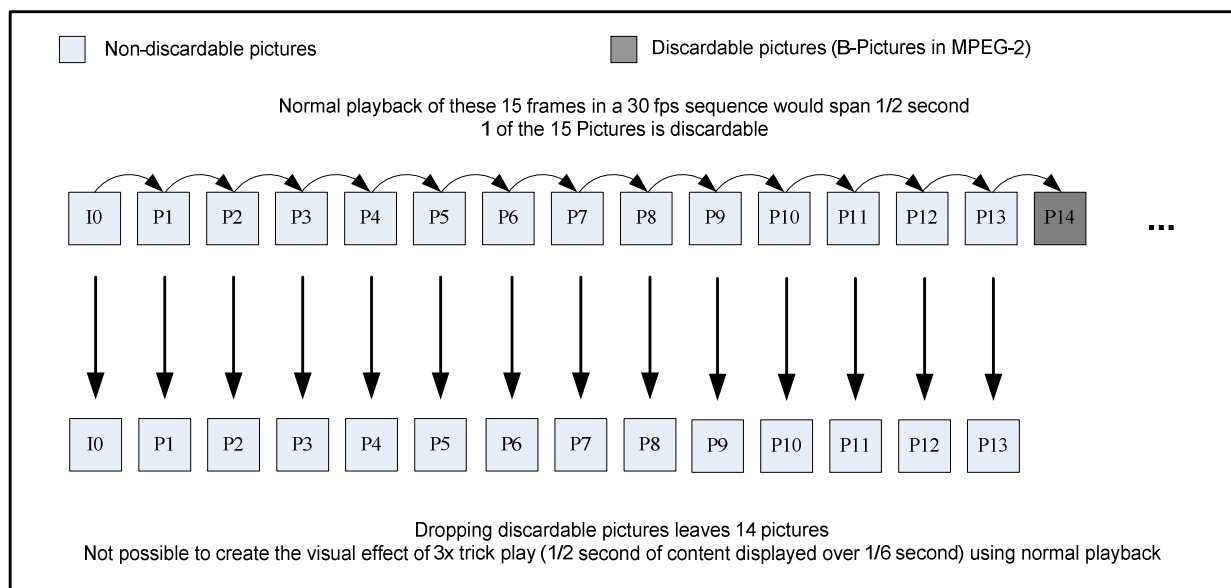 Non-discardable pictures
Discardable pictures (B-Pictures in MPEG-2)
Normal playback of these 15 frames in a 30 fps sequence would span 1/2 second
1 of the 15 Pictures is discardable
I0 P1 P2 P3 P4 P5 P6 P7 P8 P9 P10 P11 P12 P13 P14 ...
I0 P1 P2 P3 P4 P5 P6 P7 P8 P9 P10 P11 P12 P13
Dropping discardable pictures leaves 14 pictures
Not possible to create the visual effect of 3x trick play (1/2 second of content displayed over 1/6 second) using normal playback